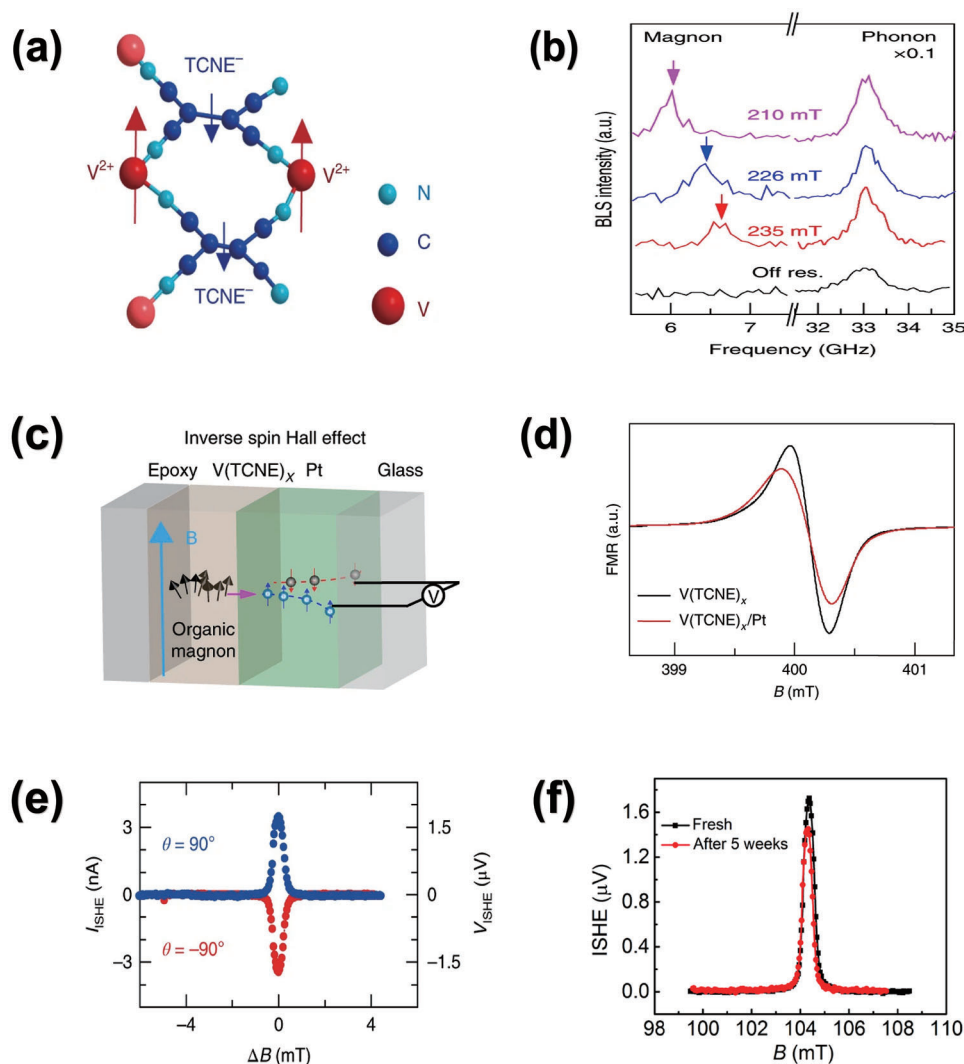 (a)
TCNE⁻
V²⁺
V²⁺
TCNE⁻
N
C
V
(b)
Magnon
Phonon
×0.1
210 mT
226 mT
235 mT
Off res.
BLS intensity (a.u.)
6 7 32 33 34 35
Frequency (GHz)
(c)
Inverse spin Hall effect
Epoxy V(TCNE)ₓ Pt Glass
B
V
Organic
magnon
(d)
FMR (a.u.)
V(TCNE)ₓ
V(TCNE)ₓ/Pt
399 400 401
B (mT)
(e)
3
0
−3
I_ISHE (nA)
θ = 90°
θ = −90°
1.5
0
−1.5
V_ISHE (μV)
−4 0 4
ΔB (mT)
(f)
ISHE (μV)
1.6
1.2
0.8
0.4
0.0
Fresh
After 5 weeks
98 100 102 104 106 108 110
B (mT)